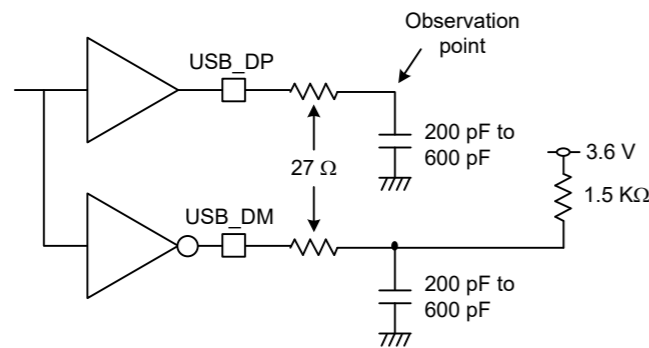 Observation
point
USB_DP
200 pF to
600 pF
27 Ω
3.6 V
1.5 KΩ
USB_DM
200 pF to
600 pF